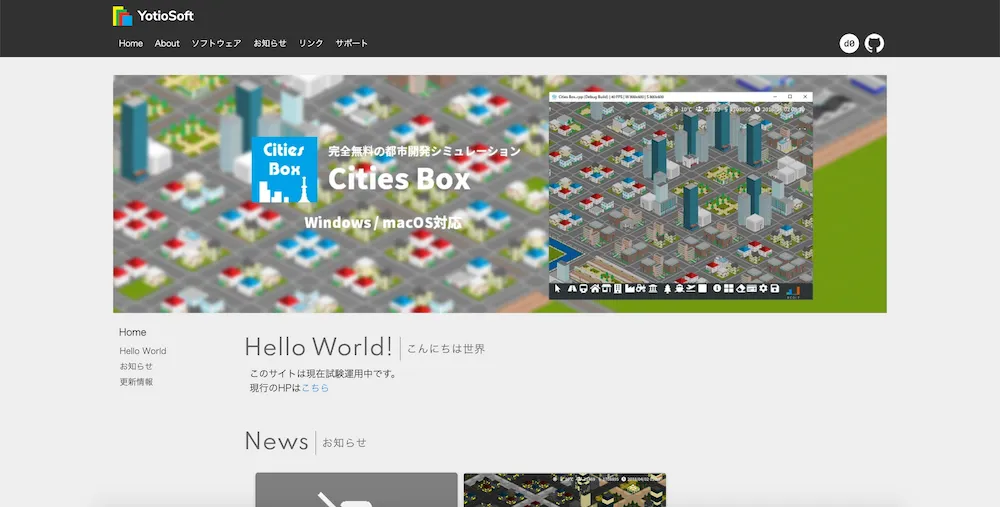 YotioSoft
Home About ソフトウェア お知らせ リンク サポート
Cities Box
完全無料の都市開発シミュレーション
Cities Box
Windows / macOS対応
Home
Hello World
お知らせ
更新情報
Hello World! こんにちは世界
このサイトは現在試験運用中です。
現行のHPはこちら
News お知らせ